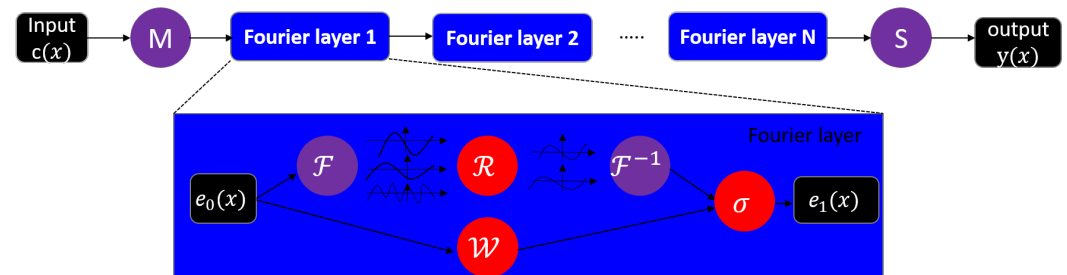 Input
c(x)
M
Fourier layer 1
Fourier layer 2
.....
Fourier layer N
S
output
y(x)
Fourier layer
e₀(x)
ℱ
ℛ
ℱ⁻¹
𝒲
σ
e₁(x)